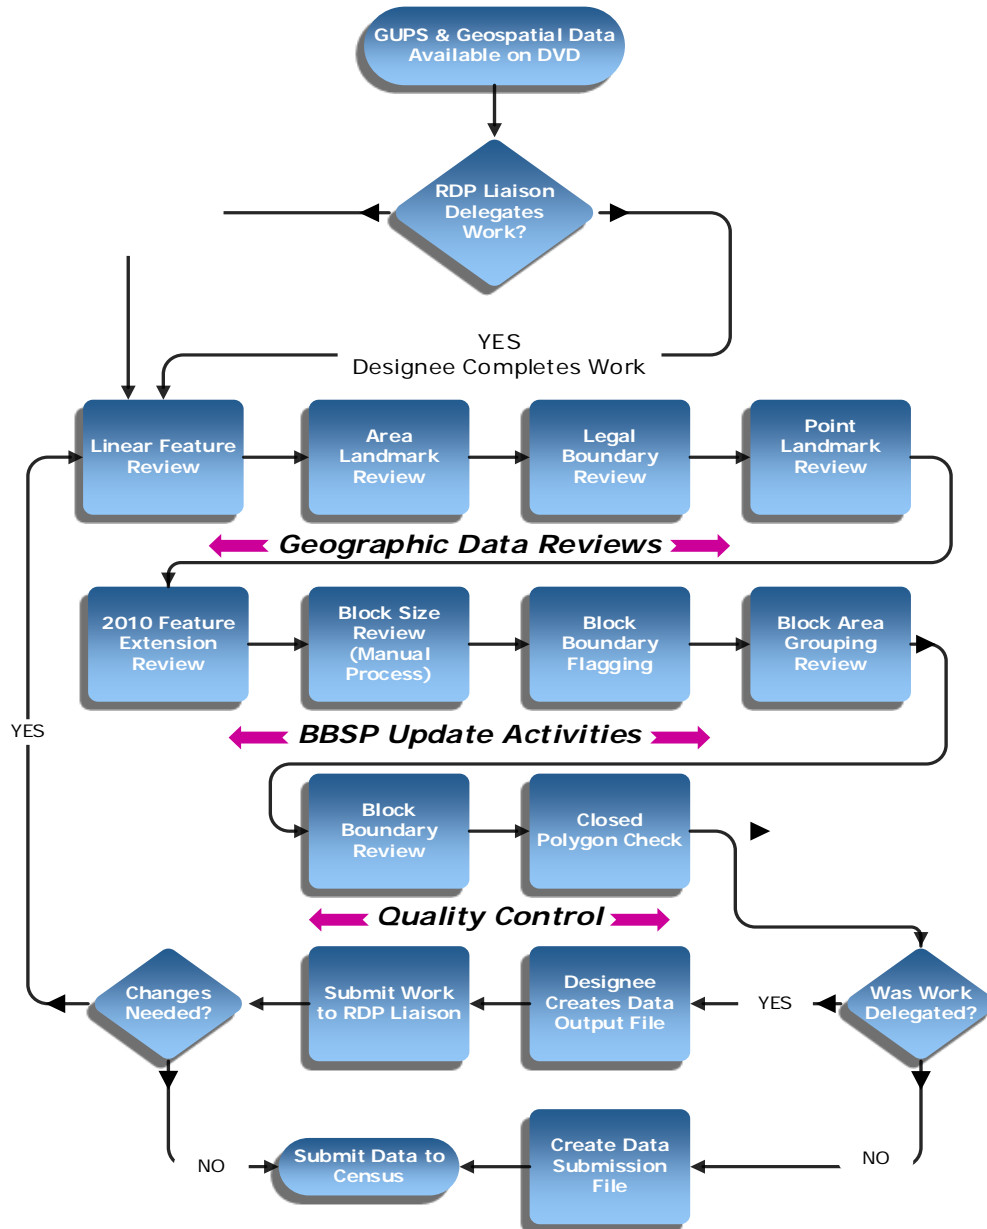 GUPS & Geospatial Data
Available on DVD
RDP Liaison
Delegates
Work?
YES
Designee Completes Work
Linear Feature
Review
Area
Landmark
Review
Legal
Boundary
Review
Point
Landmark
Review
Geographic Data Reviews
2010 Feature
Extension
Review
Block Size
Review
(Manual
Process)
Block
Boundary
Flagging
Block Area
Grouping
Review
YES
BBSP Update Activities
Block
Boundary
Review
Closed
Polygon Check
Quality Control
Changes
Needed?
Submit Work
to RDP Liaison
Designee
Creates Data
Output File
YES
Was Work
Delegated?
NO
Submit Data to
Census
Create Data
Submission
File
NO